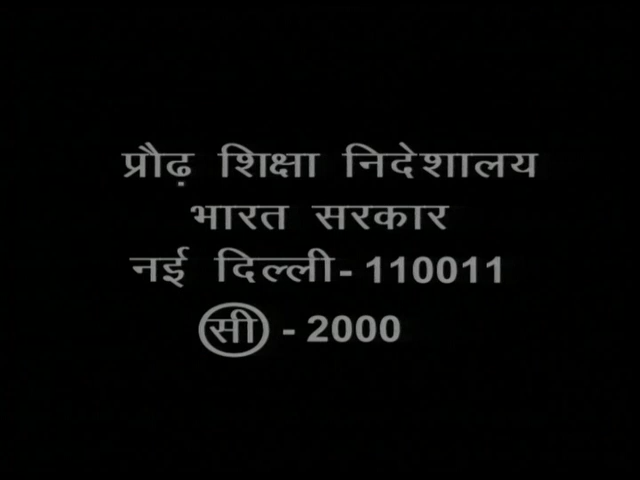 प्रौढ़ शिक्षा निदेशालय
भारत सरकार
नई दिल्ली - 110011
सी - 2000